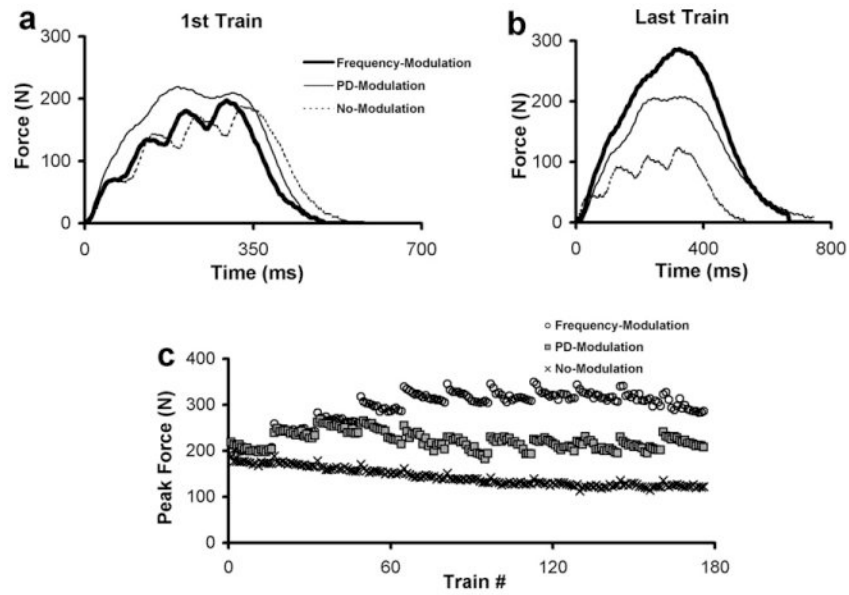 a
1st Train
300
200
100
0
Force (N)
Frequency-Modulation
PD-Modulation
No-Modulation
0
350
700
Time (ms)
b
Last Train
300
200
100
0
Force (N)
0
400
800
Time (ms)
c
Frequency-Modulation
PD-Modulation
No-Modulation
400
300
200
100
0
Peak Force (N)
0
60
120
180
Train #